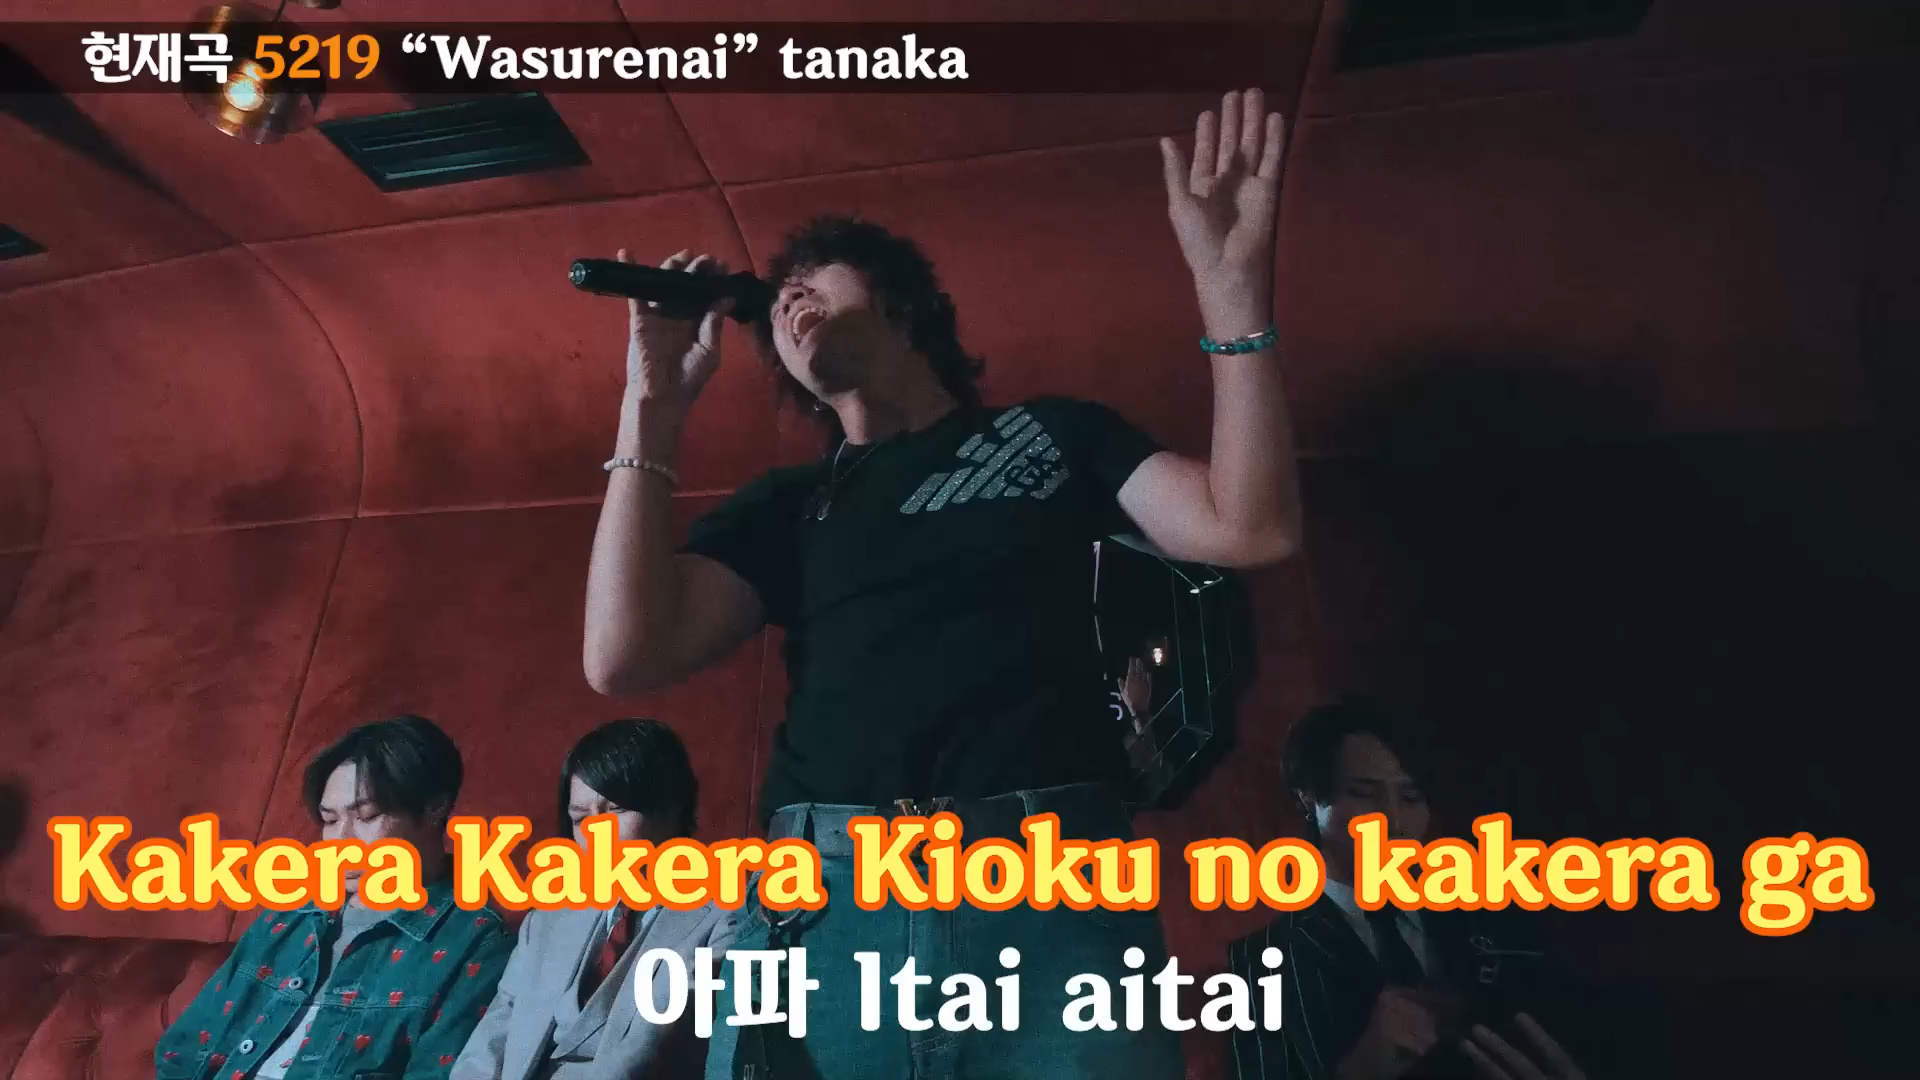 현재곡 5219 “Wasurenai” tanaka
Kakera Kakera Kioku no kakera ga
아파 Itai aitai